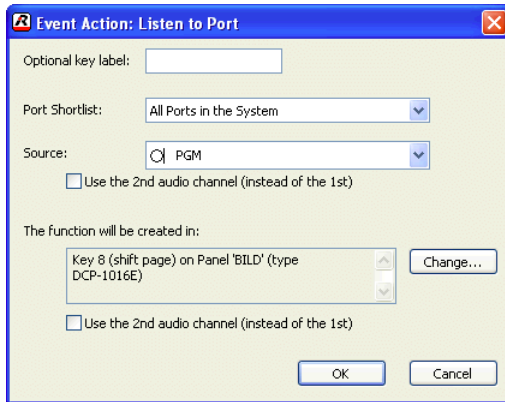 Event Action: Listen to Port
Optional key label:
Port Shortlist: All Ports in the System
Source: PGM
Use the 2nd audio channel (instead of the 1st)
The function will be created in:
Key 8 (shift page) on Panel 'BILD' (type
DCP-1016E)
Change...
Use the 2nd audio channel (instead of the 1st)
OK Cancel